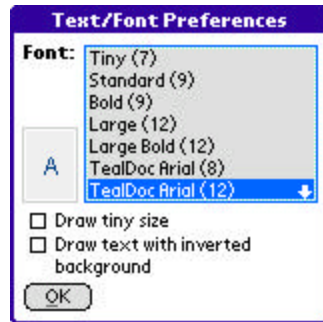 Text/Font Preferences
Font:
Tiny (7)
Standard (9)
Bold (9)
Large (12)
Large Bold (12)
TealDoc Arial (8)
TealDoc Arial (12)
A
Draw tiny size
Draw text with inverted
background
OK